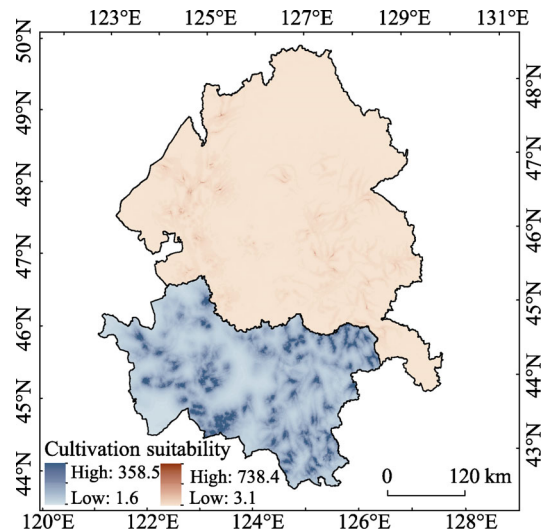 123°E 125°E 127°E 129°E 131°E
50°N
49°N
48°N
47°N
46°N
45°N
44°N
48°N
47°N
46°N
45°N
44°N
43°N
Cultivation suitability
High: 358.5 High: 738.4
Low: 1.6 Low: 3.1
0 120 km
120°E 122°E 124°E 126°E 128°E